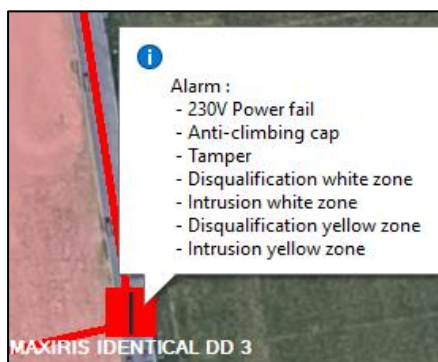 Alarm :
- 230V Power fail
- Anti-climbing cap
- Tamper
- Disqualification white zone
- Intrusion white zone
- Disqualification yellow zone
- Intrusion yellow zone
MAXIRIS IDENTICAL DD 3